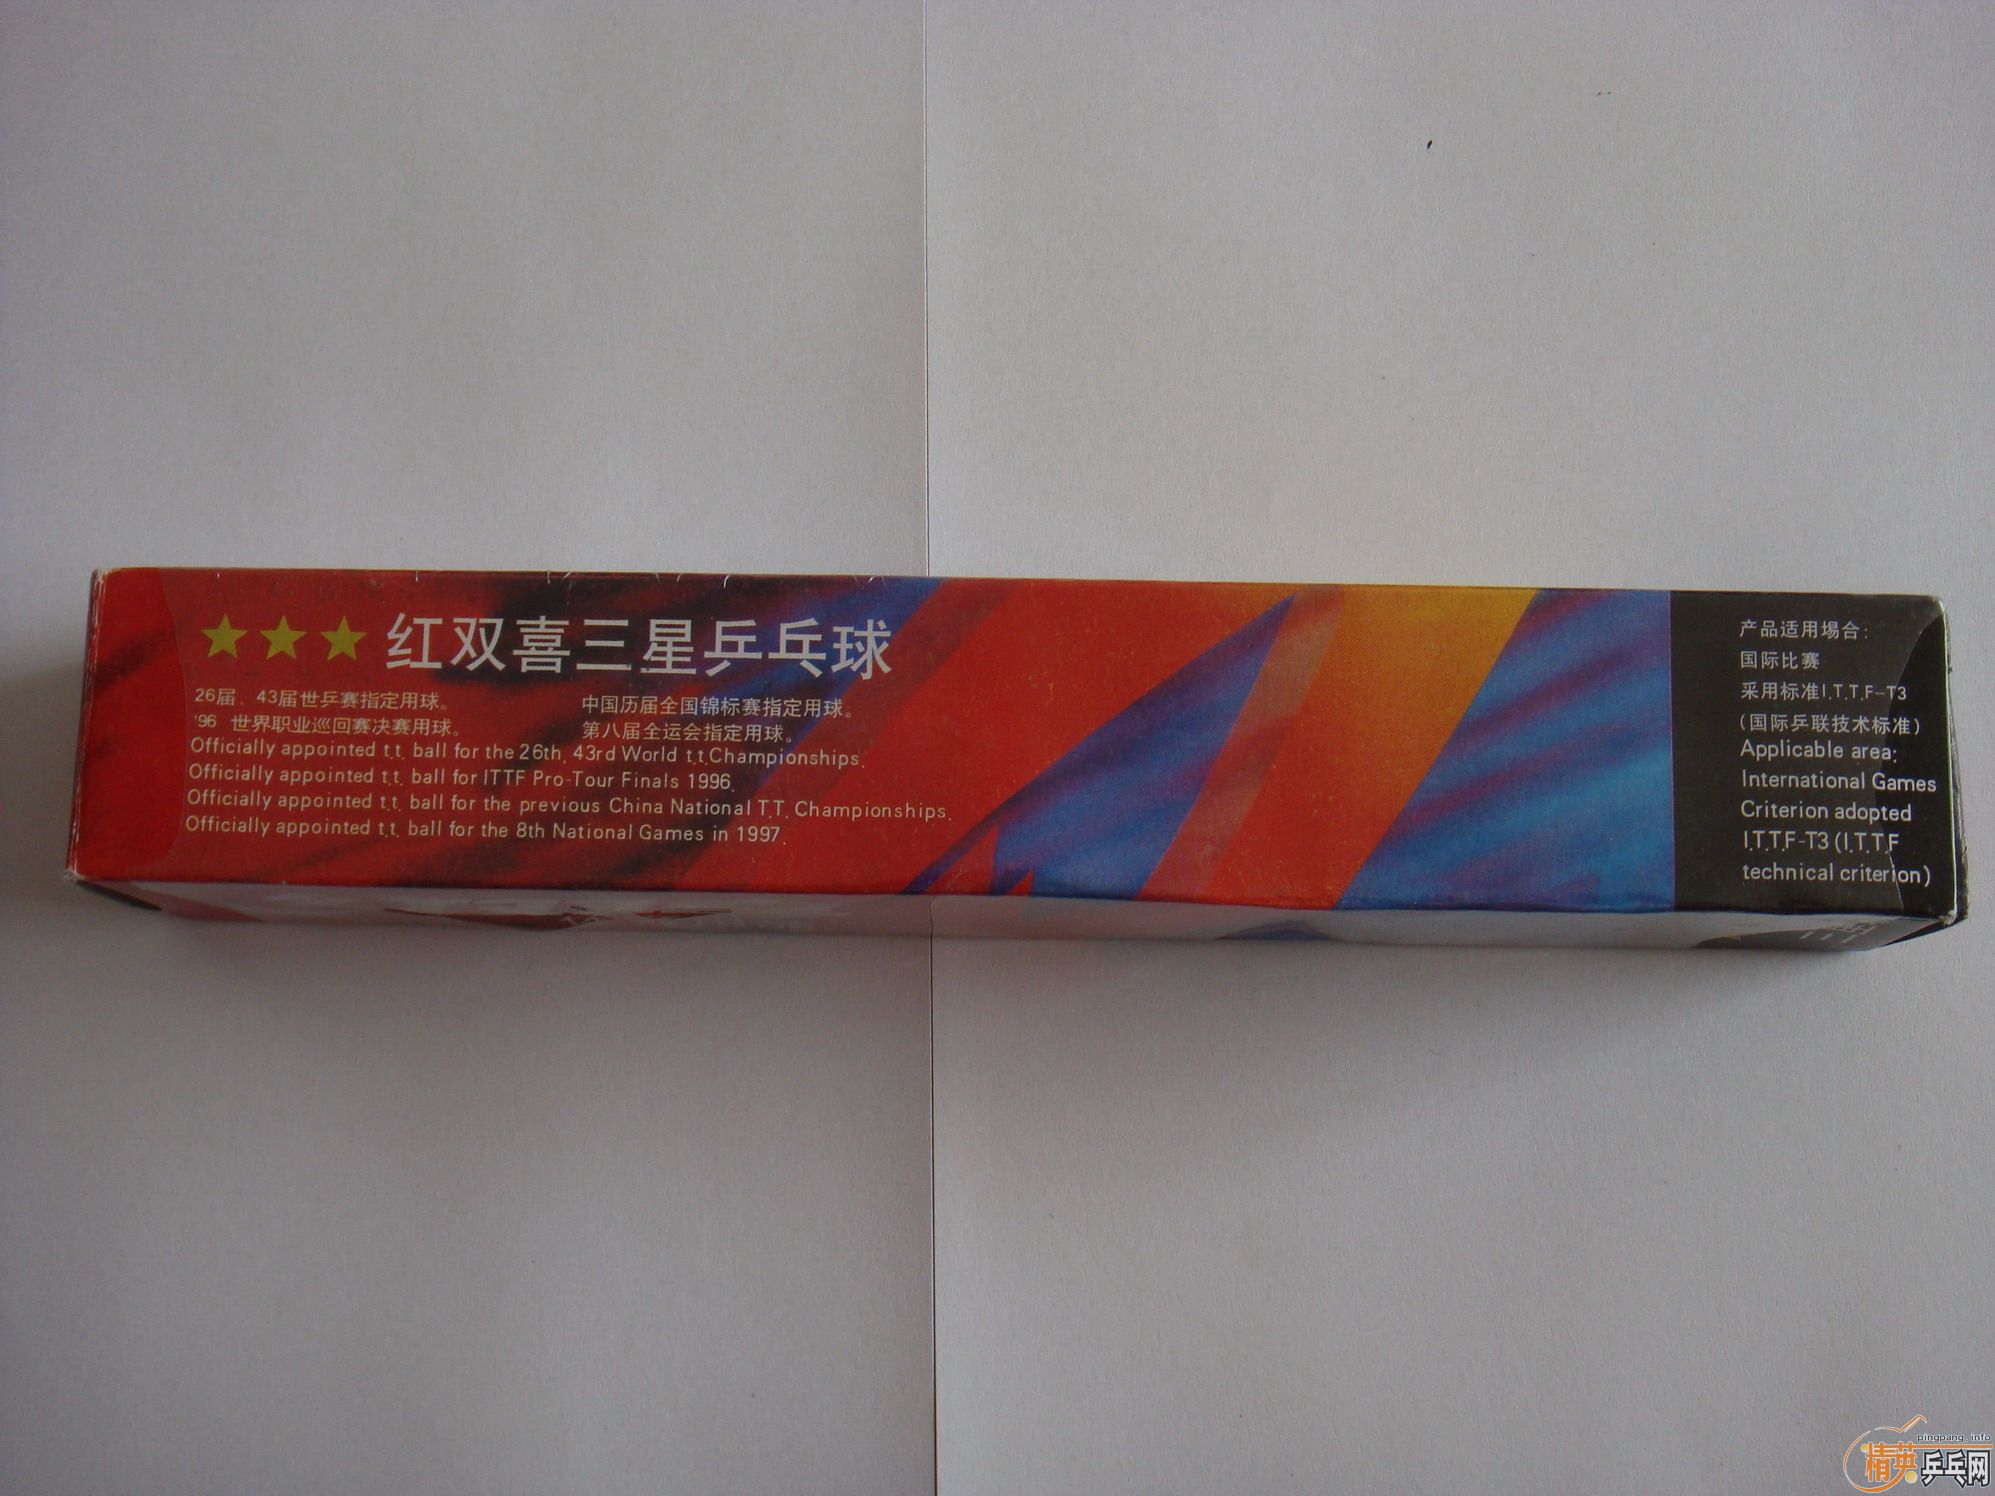 ★★★红双喜三星乒乓球
26届、43届世乒赛指定用球。
'96 世界职业巡回赛决赛用球。
中国历届全国锦标赛指定用球。
第八届全运会指定用球。
Officially appointed t.t. ball for the 26th, 43rd World t.t.Championships.
Officially appointed t.t. ball for ITTF Pro-Tour Finals 1996.
Officially appointed t.t. ball for the previous China National T.T. Championships.
Officially appointed t.t. ball for the 8th National Games in 1997.
产品适用場合:
国际比赛
采用标准I.T.T.F-T3
(国际乒联技术标准)
Applicable area:
International Games
Criterion adopted
I.T.T.F-T3(I.T.T.F
technical criterion)
pingpang.info
精英乒乓网